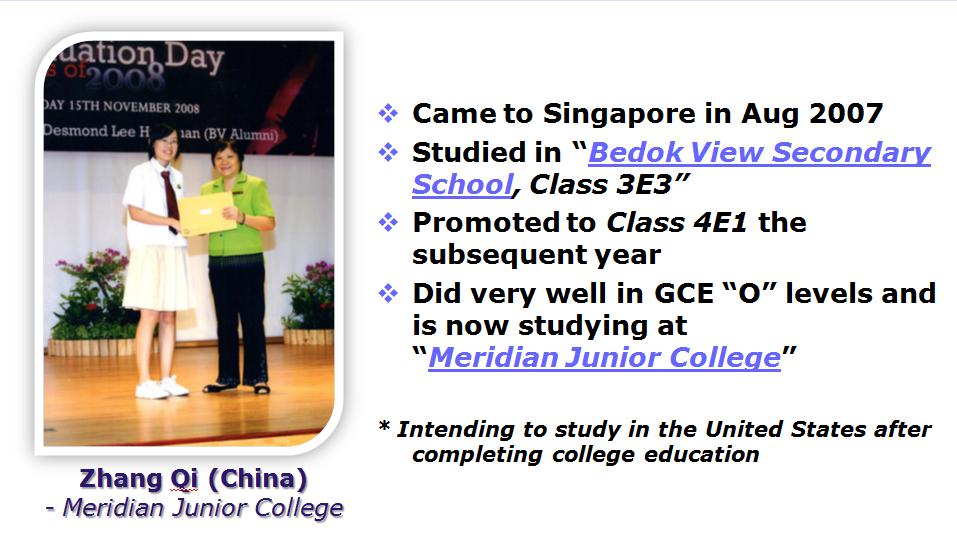 uation Day
s of 2008
DAY 15TH NOVEMBER 2008
Desmond Lee H uan (BV Alumni)
Zhang Qi (China)
- Meridian Junior College
❖ Came to Singapore in Aug 2007
❖ Studied in “Bedok View Secondary
School, Class 3E3”
❖ Promoted to Class 4E1 the
subsequent year
❖ Did very well in GCE “O” levels and
is now studying at
“Meridian Junior College”
* Intending to study in the United States after
completing college education